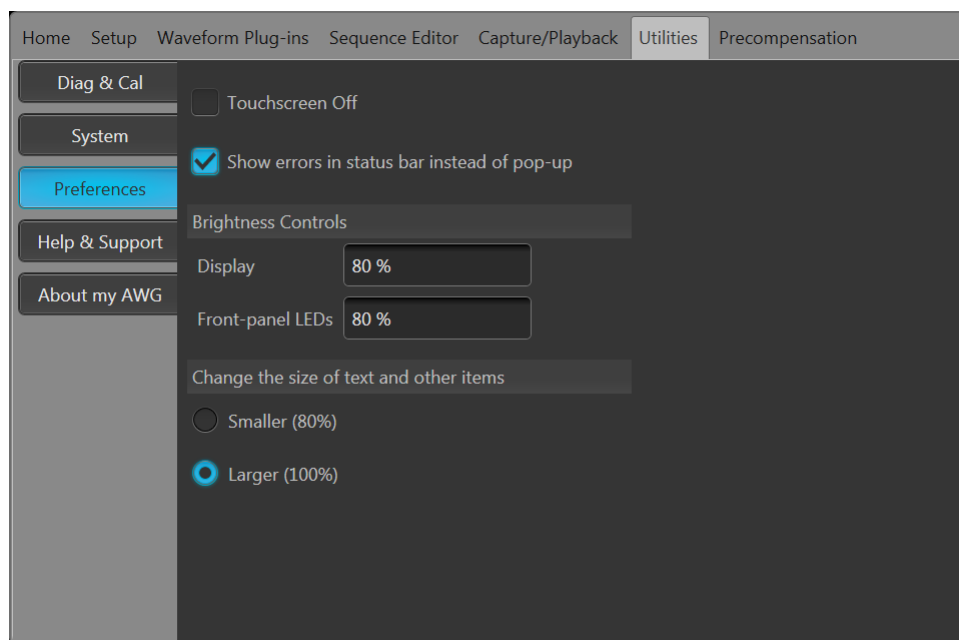 Home Setup Waveform Plug-ins Sequence Editor Capture/Playback Utilities Precompensation
Diag & Cal
System
Preferences
Help & Support
About my AWG
Touchscreen Off
Show errors in status bar instead of pop-up
Brightness Controls
Display 80 %
Front-panel LEDs 80 %
Change the size of text and other items
Smaller (80%)
Larger (100%)